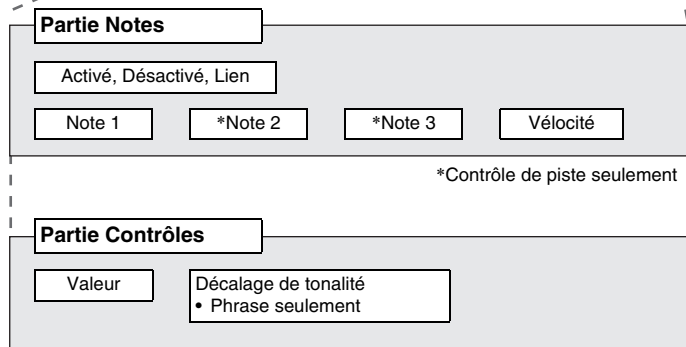 Partie Notes
Activé, Désactivé, Lien
Note 1
*Note 2
*Note 3
Vélocité
*Contrôle de piste seulement
Partie Contrôles
Valeur
Décalage de tonalité
• Phrase seulement